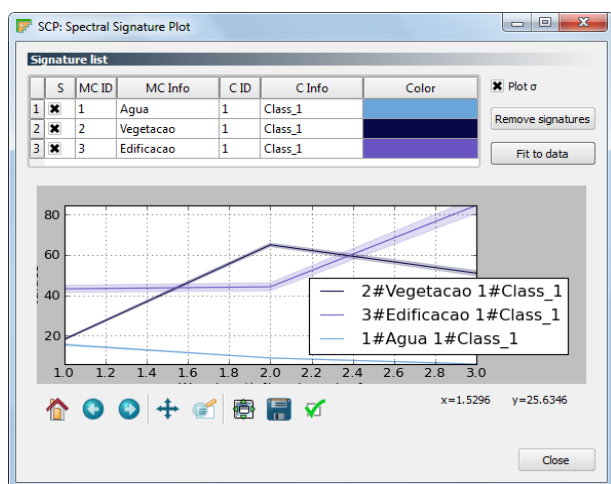 SCP: Spectral Signature Plot
Signature list
S MC ID MC Info C ID C Info Color
1 1 Agua 1 Class_1
2 2 Vegetacao 1 Class_1
3 3 Edificacao 1 Class_1
Plot σ
Remove signatures
Fit to data
80
60
40
20
2#Vegetacao 1#Class_1
3#Edificacao 1#Class_1
1#Agua 1#Class_1
1.0 1.2 1.4 1.6 1.8 2.0 2.2 2.4 2.6 2.8 3.0
x=1.5296 y=25.6346
Close